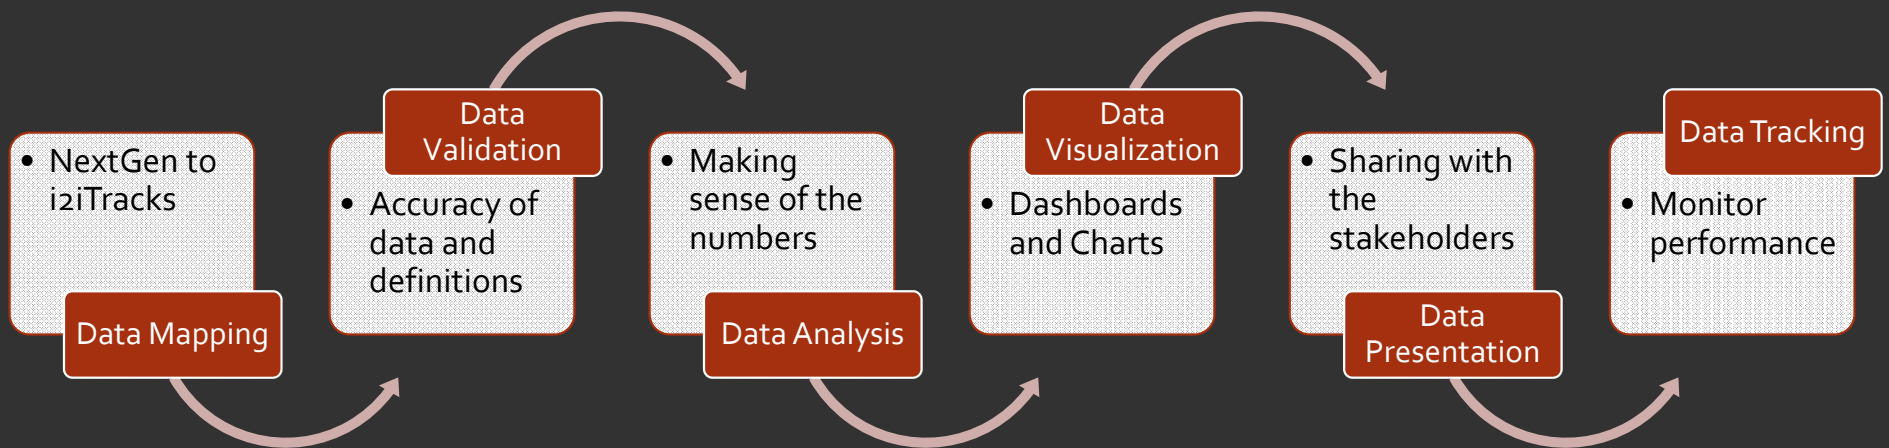 • NextGen to
i2iTracks
Data Mapping
Data
Validation
• Accuracy of
data and
definitions
• Making
sense of the
numbers
Data Analysis
Data
Visualization
• Dashboards
and Charts
• Sharing with
the
stakeholders
Data
Presentation
Data Tracking
• Monitor
performance